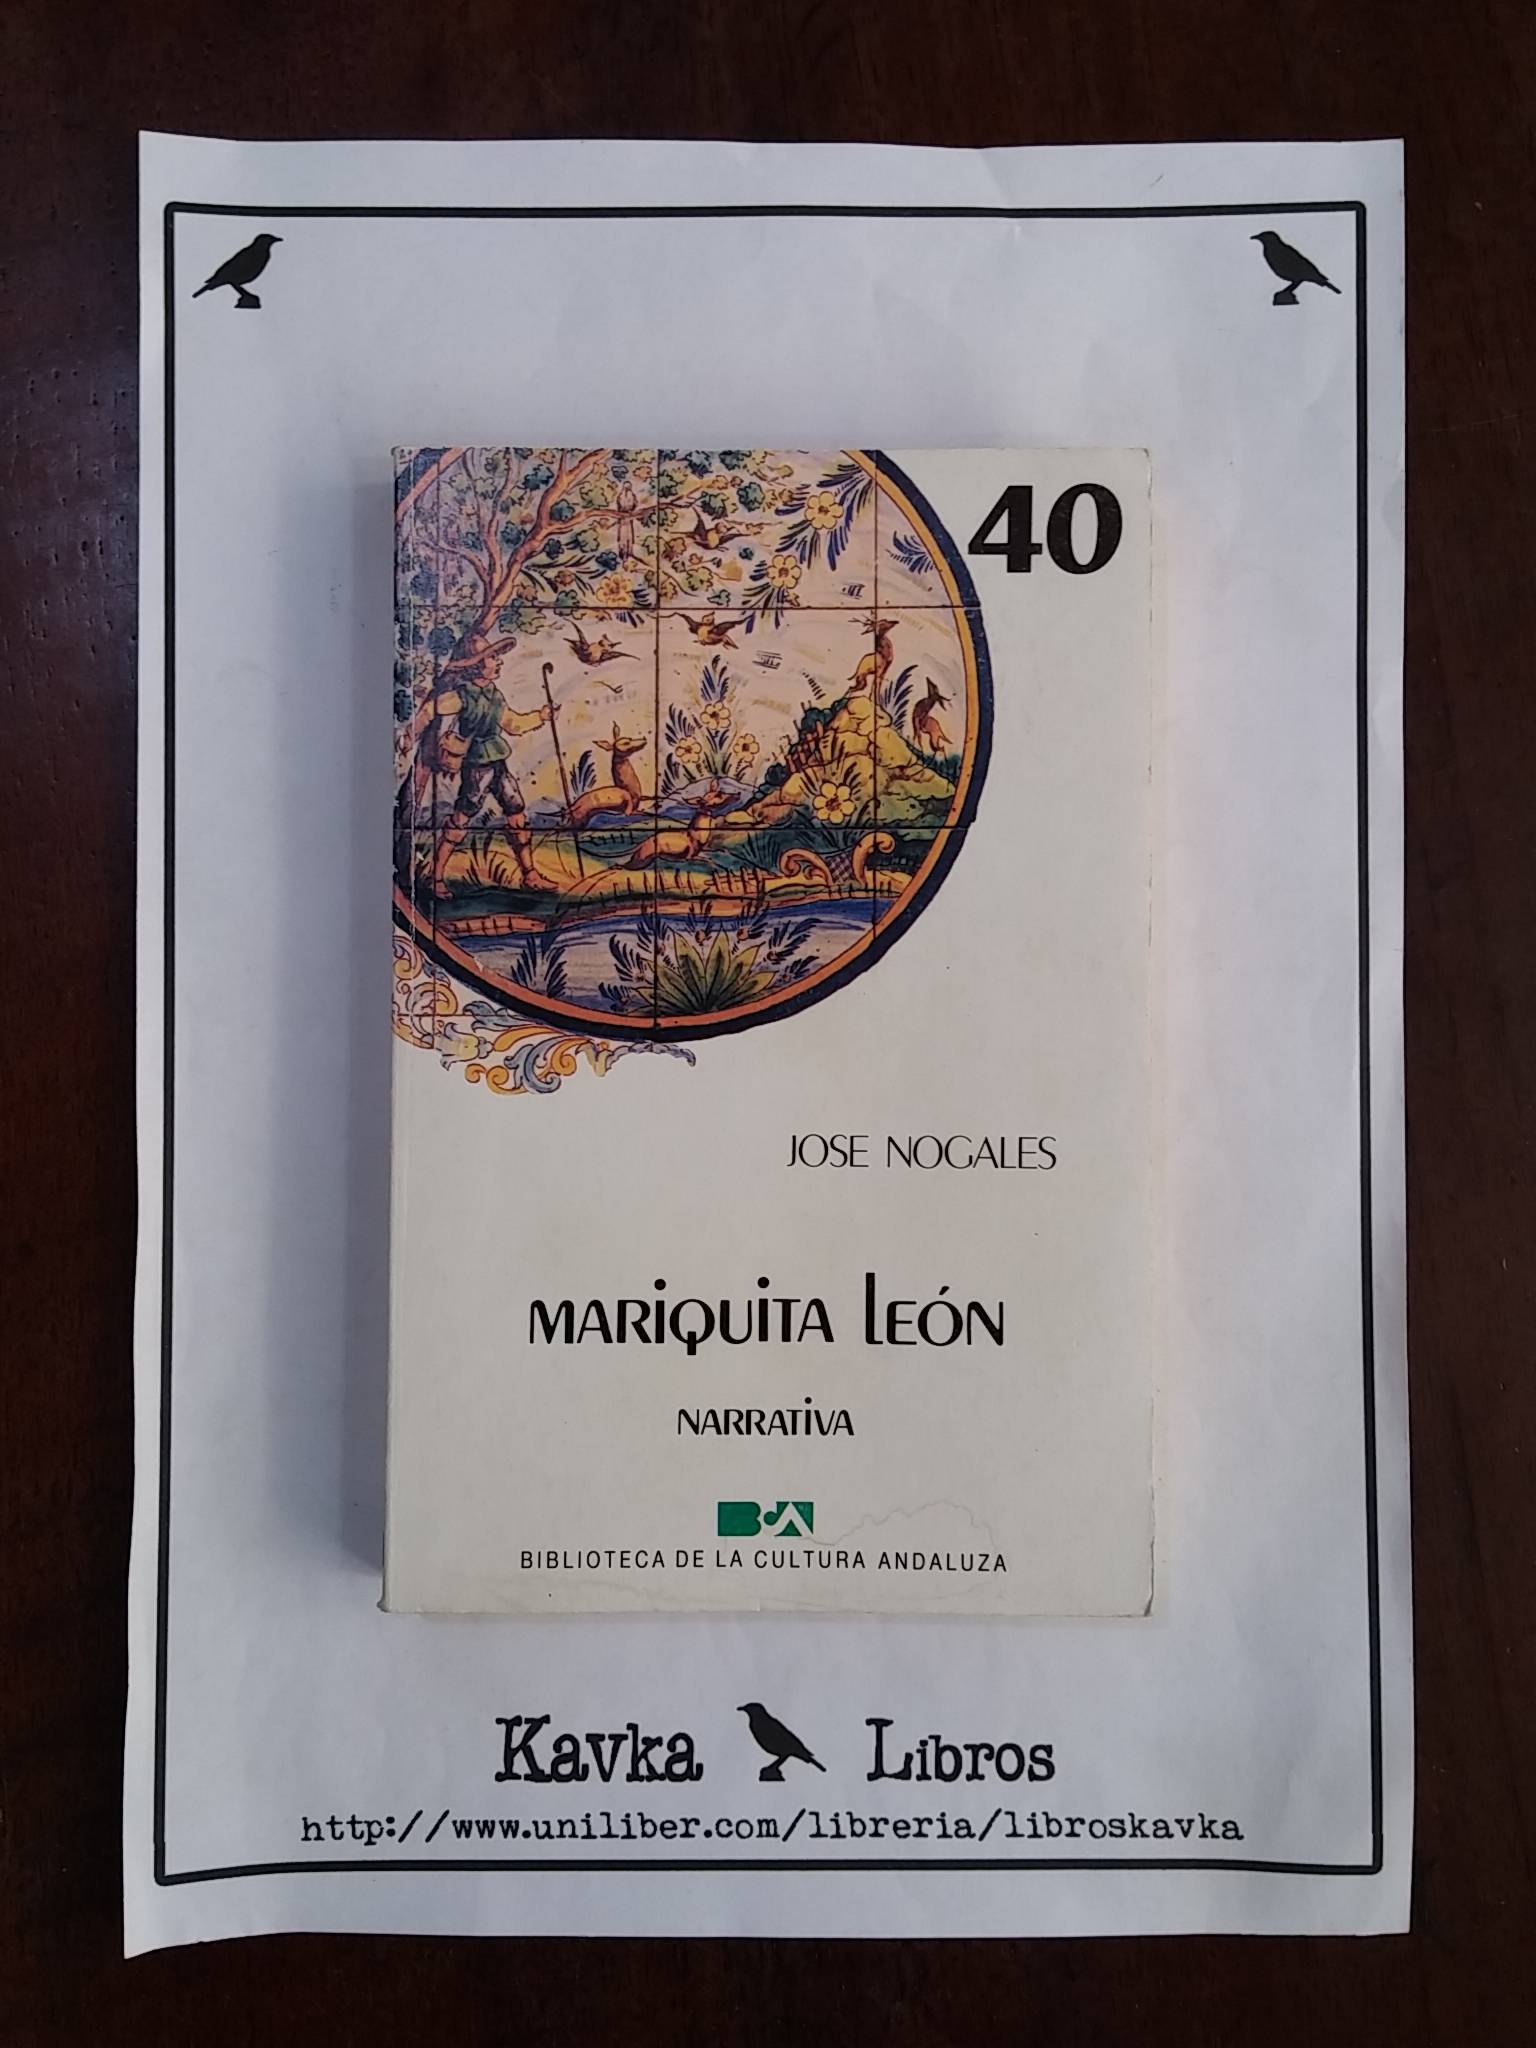 40
JOSE NOGALES
MARIQUITA LEÓN
NARRATIVA
BCA
BIBLIOTECA DE LA CULTURA ANDALUZA
Kavka Libros
http://www.uniliber.com/libreria/libroskavka